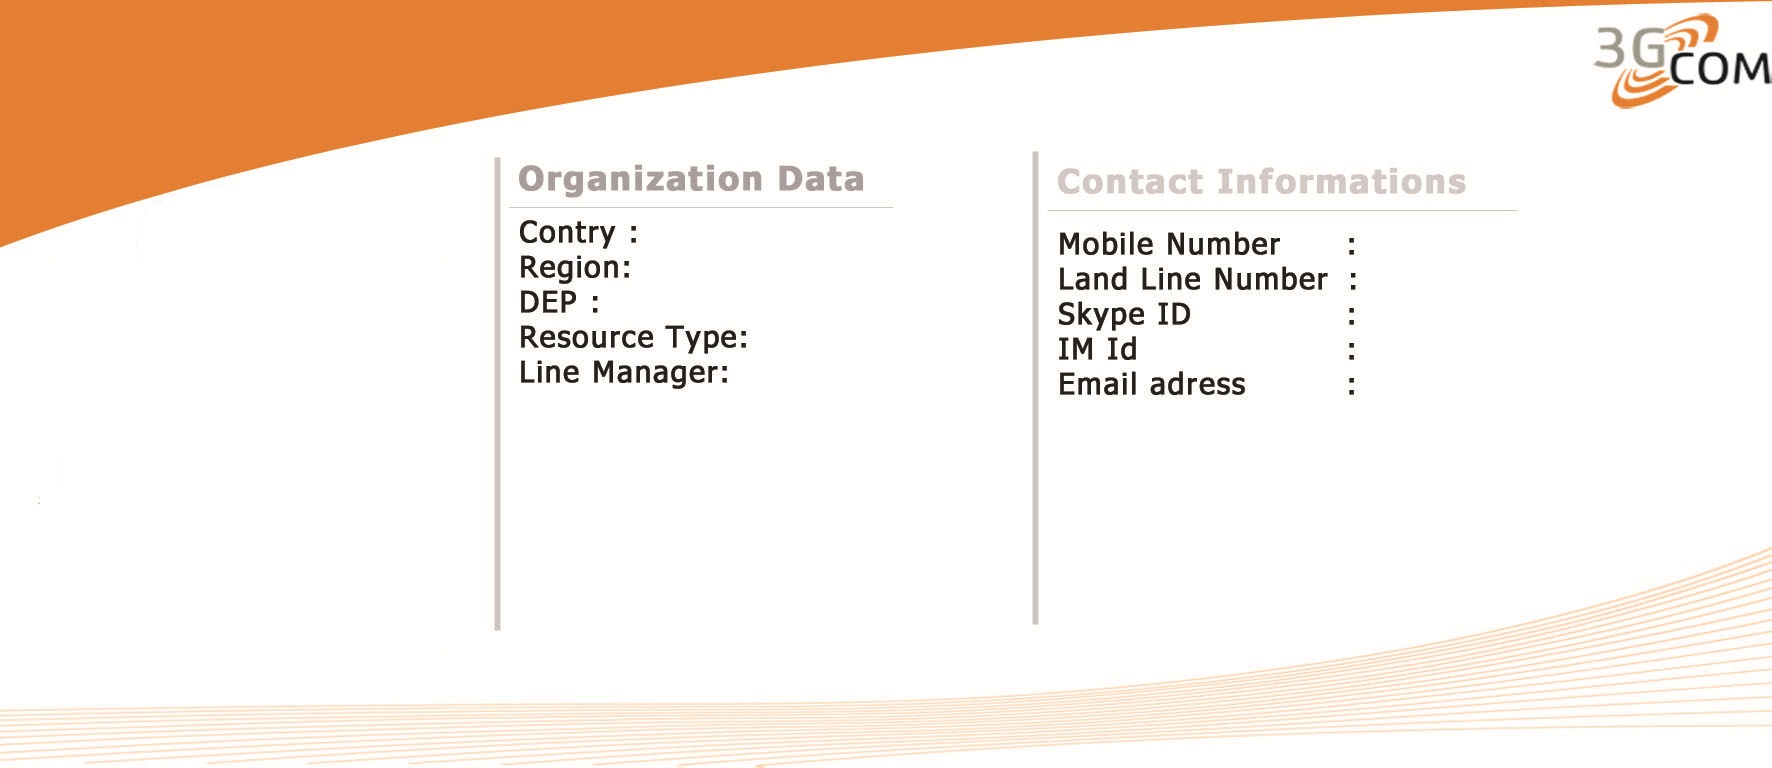 3G COM
Organization Data
Contry :
Region:
DEP :
Resource Type:
Line Manager:
Contact Informations
Mobile Number :
Land Line Number :
Skype ID :
IM Id :
Email adress :